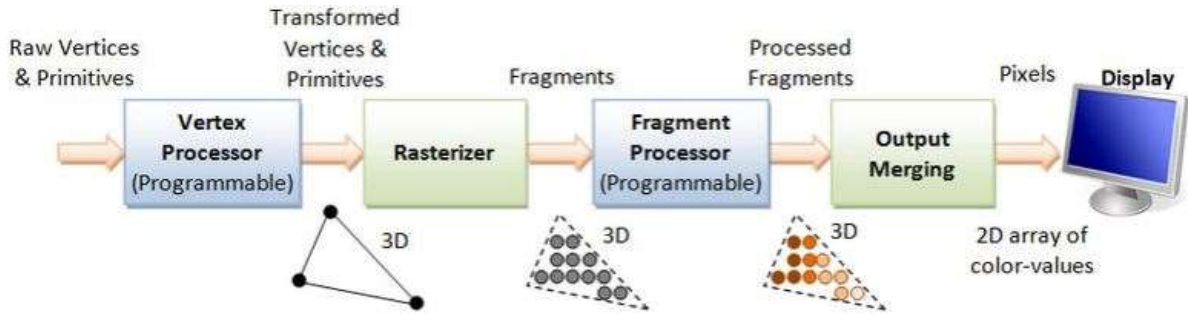 Raw Vertices
& Primitives
Vertex
Processor
(Programmable)
Transformed
Vertices &
Primitives
3D
Rasterizer
Fragments
3D
Fragment
Processor
(Programmable)
Processed
Fragments
3D
Output
Merging
Pixels
Display
2D array of
color-values